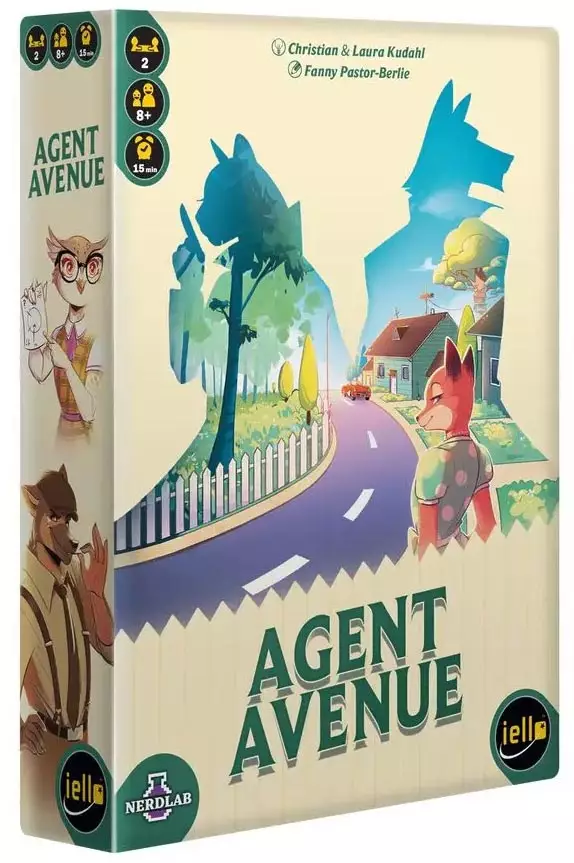 2
8+
15 min
AGENT
AVENUE
iello
2
8+
15 min
Christian & Laura Kudahl
Fanny Pastor-Berlie
AGENT
AVENUE
NERDLAB
iello